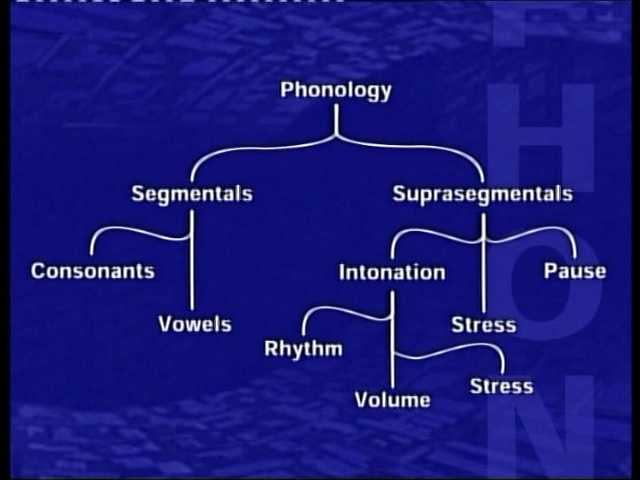 Phonology
Segmentals Suprasegmentals
Consonants Intonation Pause
Vowels Stress
Rhythm
Stress
Volume
H
O
N